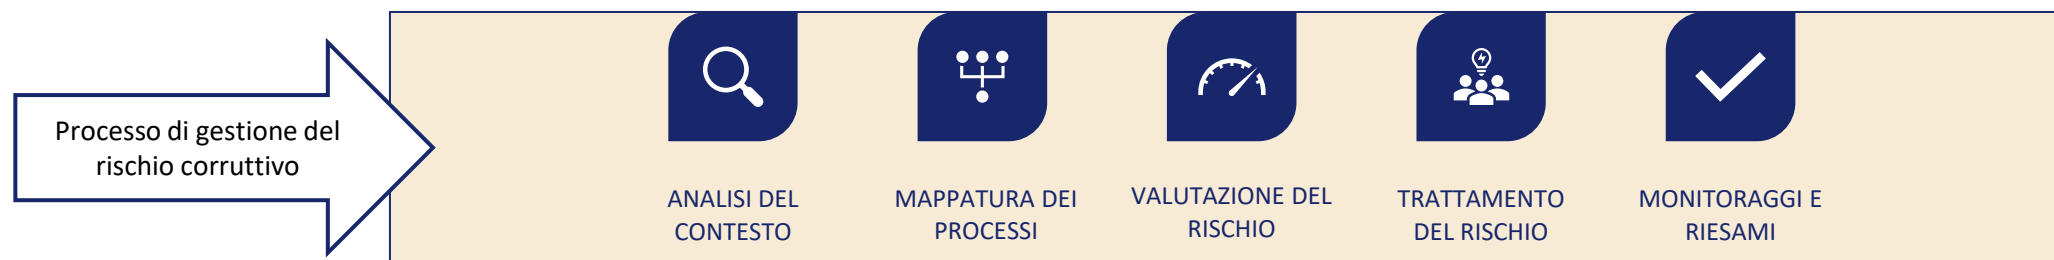 Processo di gestione del
rischio corruttivo
ANALISI DEL
CONTESTO
MAPPATURA DEI
PROCESSI
VALUTAZIONE DEL
RISCHIO
TRATTAMENTO
DEL RISCHIO
MONITORAGGI E
RIESAMI